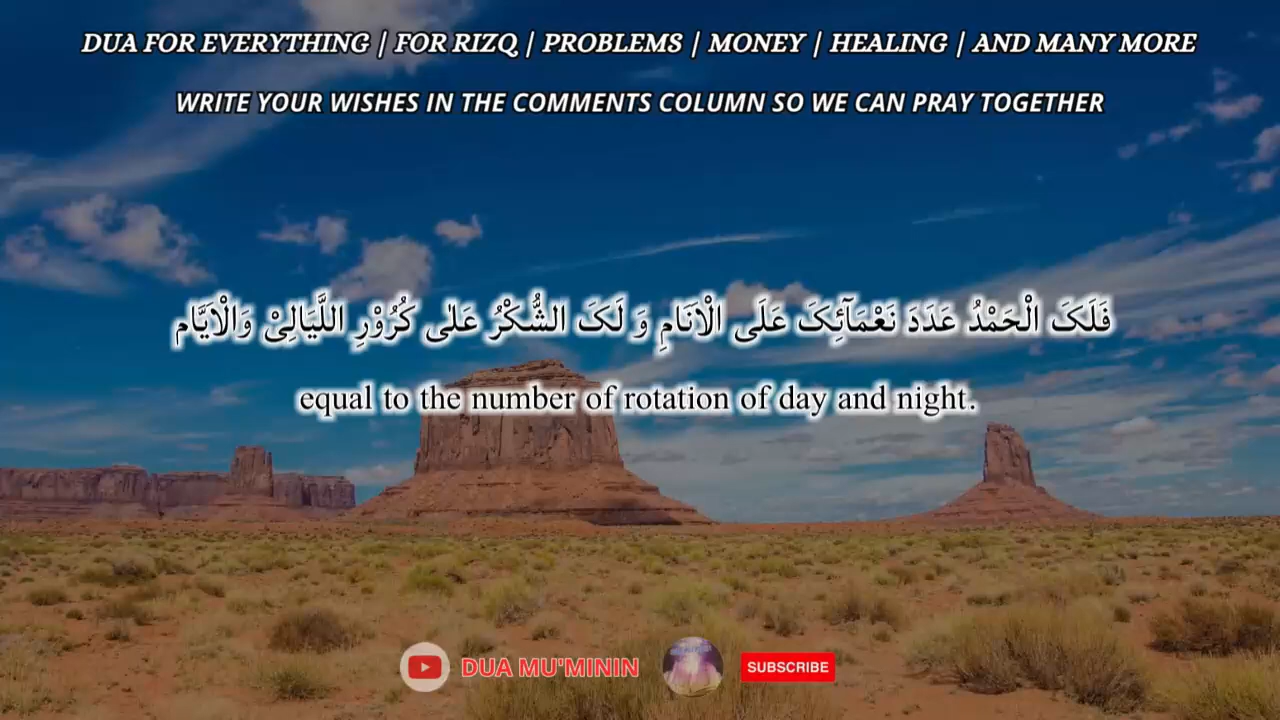 DUA FOR EVERYTHING | FOR RIZQ | PROBLEMS | MONEY | HEALING | AND MANY MORE
WRITE YOUR WISHES IN THE COMMENTS COLUMN SO WE CAN PRAY TOGETHER
فَلَکَ الْحَمْدُ عَدَدَ نَعْمَآئِکَ عَلَی الْاَنَامِ وَ لَکَ الشُّکْرُ عَلٰی کُرُوْرِ اللَّیَالِیْ وَالْاَیَّام
equal to the number of rotation of day and night.
DUA MU'MININ SUBSCRIBE